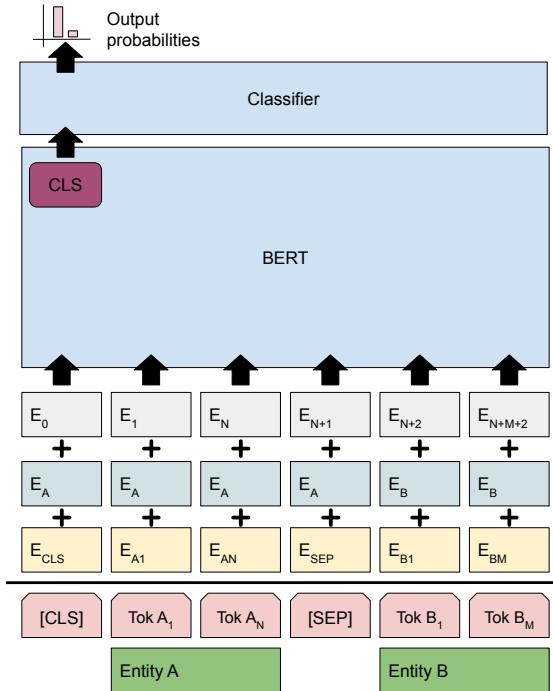 Output
probabilities
Classifier
CLS
BERT
E0 E1 EN EN+1 EN+2 EN+M+2
+ + + + + +
EA EA EA EA EB EB
+ + + + + +
ECLS EA1 EAN ESEP EB1 EBM
[CLS] Tok A1 Tok AN [SEP] Tok B1 Tok BM
Entity A Entity B